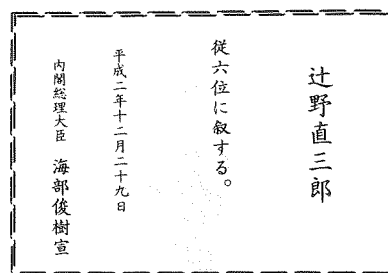 辻野直三郎
従六位に叙する。
平成二年十二月二十九日
内閣総理大臣 海部俊樹宣